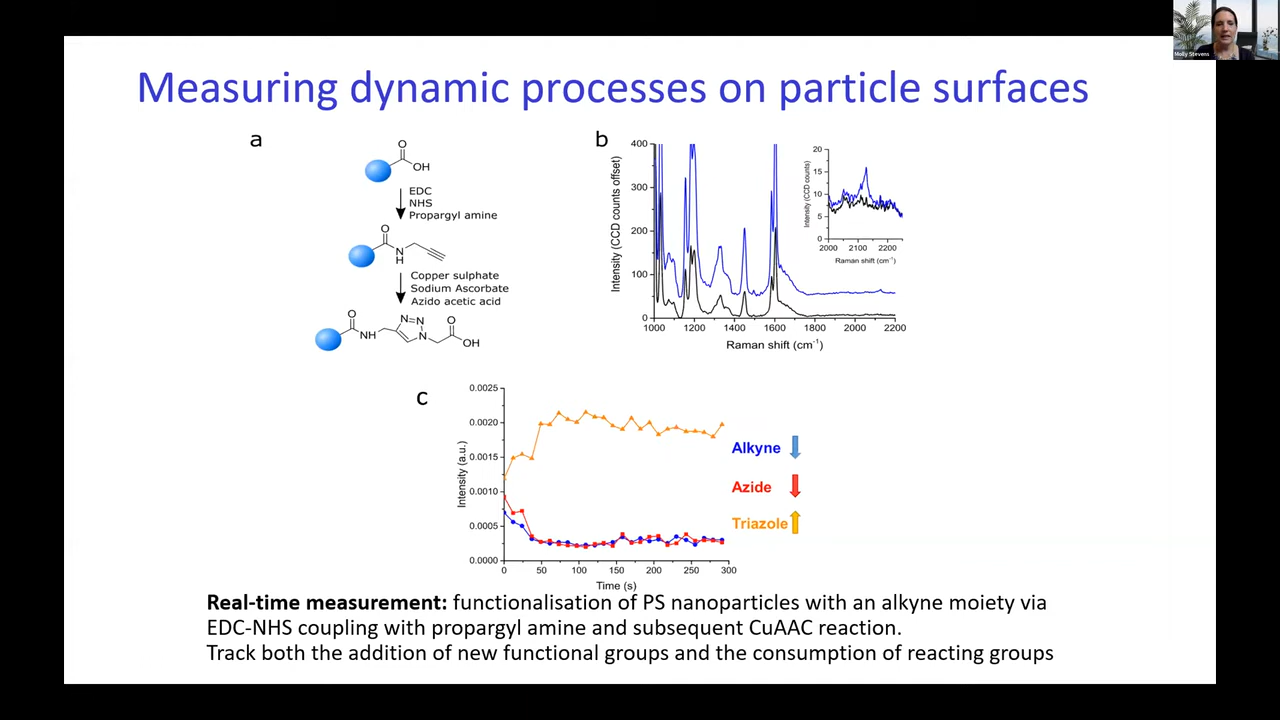 Molly Stevens
Measuring dynamic processes on particle surfaces
a
O
OH
EDC
NHS
Propargyl amine
O
N
H
Copper sulphate
Sodium Ascorbate
Azido acetic acid
O
NH
N=N
N
O
OH
b
400
300
200
100
0
Intensity (CCD counts offset)
1000 1200 1400 1600 1800 2000 2200
Raman shift (cm-1)
20
15
10
5
0
Intensity (CCD counts)
2000 2100 2200
Raman shift (cm-1)
c
0.0025
0.0020
0.0015
0.0010
0.0005
0.0000
Intensity (a.u.)
0 50 100 150 200 250 300
Time (s)
Alkyne
Azide
Triazole
Real-time measurement: functionalisation of PS nanoparticles with an alkyne moiety via
EDC-NHS coupling with propargyl amine and subsequent CuAAC reaction.
Track both the addition of new functional groups and the consumption of reacting groups